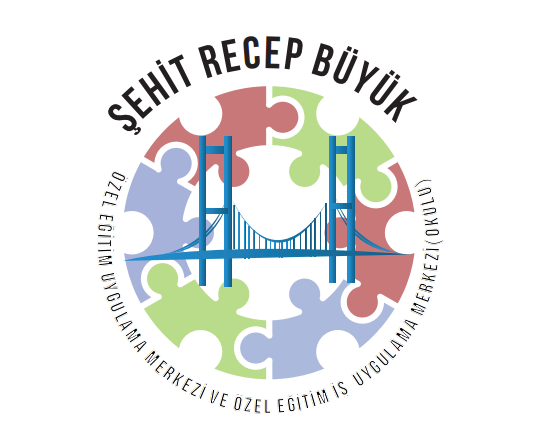 ŞEHİT RECEP BÜYÜK
ÖZEL EĞİTİM UYGULAMA MERKEZİ VE ÖZEL EĞİTİM İS UYGULAMA MERKEZİ(OKULU)